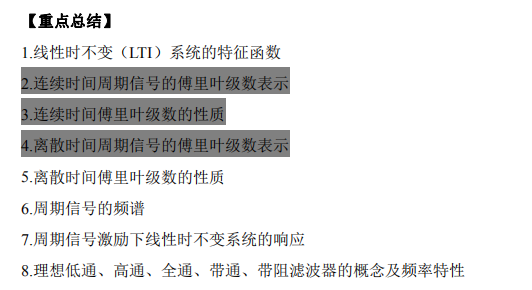 【重点总结】
1.线性时不变（LTI）系统的特征函数
2.连续时间周期信号的傅里叶级数表示
3.连续时间傅里叶级数的性质
4.离散时间周期信号的傅里叶级数表示
5.离散时间傅里叶级数的性质
6.周期信号的频谱
7.周期信号激励下线性时不变系统的响应
8.理想低通、高通、全通、带通、带阻滤波器的概念及频率特性